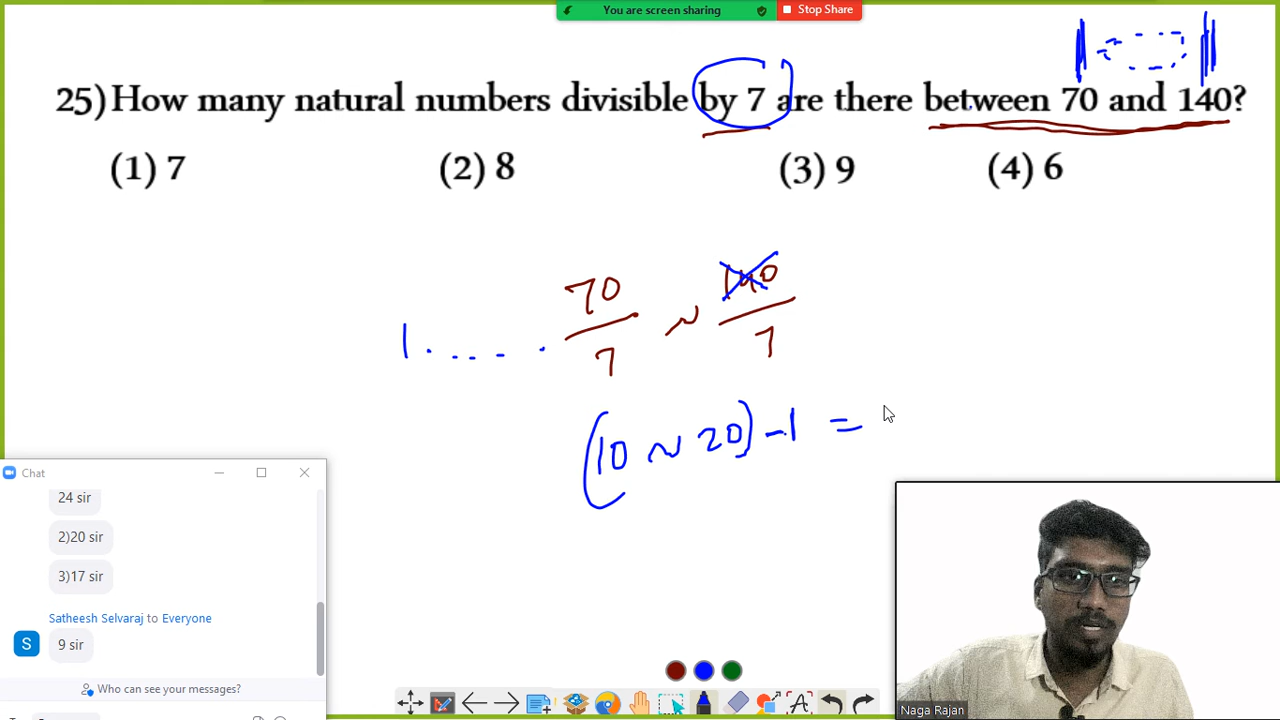 You are screen sharing
Stop Share
25) How many natural numbers divisible by 7 are there between 70 and 140?
(1) 7 (2) 8 (3) 9 (4) 6
70 ~ 140
7 7
1 . . . . . .
(10 ~ 20) - 1 =
Chat
24 sir
2)20 sir
3)17 sir
Satheesh Selvaraj to Everyone
S
9 sir
Who can see your messages?
Naga Rajan